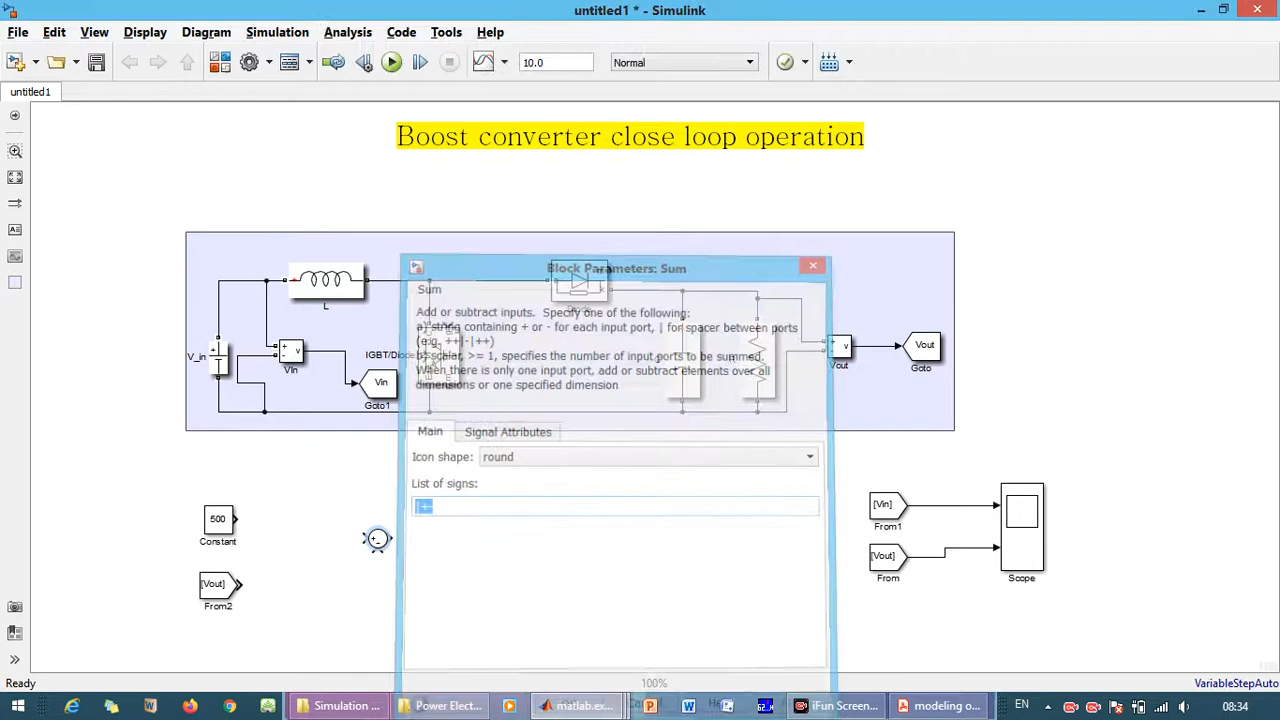 untitled1 * - Simulink
File Edit View Display Diagram Simulation Analysis Code Tools Help
10.0
Normal
untitled1
Boost converter close loop operation
Block Parameters: Sum
Sum
Add or subtract inputs. Specify one of the following:
a) string containing + or - for each input port, | for spacer between ports
(e.g. ++|-|++)
b) scalar, >= 1, specifies the number of input ports to be summed.
When there is only one input port, add or subtract elements over all
dimensions or one specified dimension
Main
Signal Attributes
Icon shape:
round
List of signs:
|+-
L
V_in
+
-
v
VIn
Vin
Goto1
IGBT/Diode
+
-
v
Vout
Vout
Goto
500
Constant
[Vout]
From2
[Vin]
From1
[Vout]
From
Scope
Ready
100%
VariableStepAuto
Simulation ...
Power Elect...
matlab.ex...
iFun Screen...
modeling o...
EN
08:34